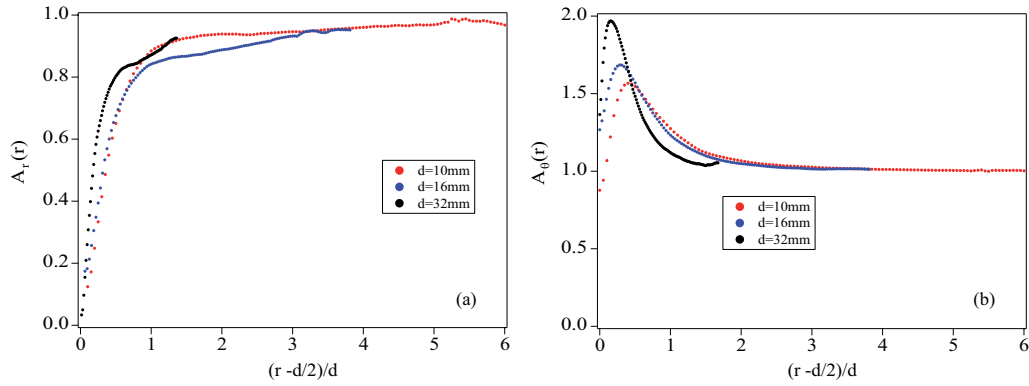 1.0
0.8
0.6
0.4
0.2
0.0
A_r(r)
d=10mm
d=16mm
d=32mm
(a)
0 1 2 3 4 5 6
(r -d/2)/d
2.0
1.5
1.0
0.5
0.0
A_θ(r)
d=10mm
d=16mm
d=32mm
(b)
0 1 2 3 4 5 6
(r -d/2)/d